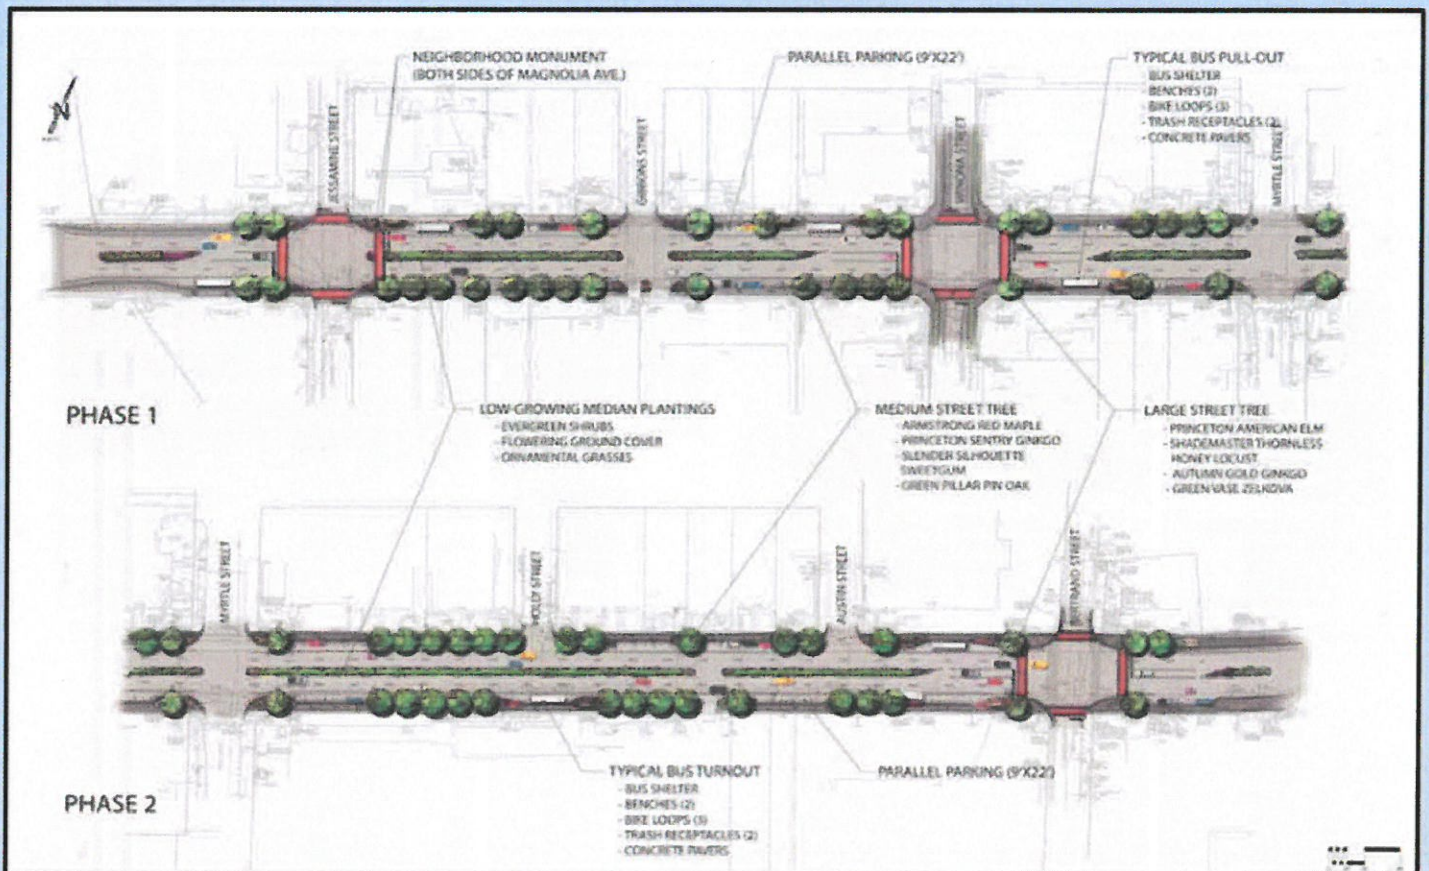 NEIGHBORHOOD MONUMENT
(BOTH SIDES OF MAGNOLIA AVE.)
PARALLEL PARKING (9'X22')
TYPICAL BUS PULL-OUT
- BUS SHELTER
- BENCHES (2)
- BIKE LOOPS (3)
- TRASH RECEPTACLES (2)
- CONCRETE PAVERS
N
JESSAMINE STREET
GIBBONS STREET
WINONA STREET
MYRTLE STREET
PHASE 1
LOW-GROWING MEDIAN PLANTINGS
- EVERGREEN SHRUBS
- FLOWERING GROUND COVER
- ORNAMENTAL GRASSES
MEDIUM STREET TREE
- ARMSTRONG RED MAPLE
- PRINCETON SENTRY GINKGO
- SLENDER SILHOUETTE
SWEETGUM
- GREEN PILLAR PIN OAK
LARGE STREET TREE
- PRINCETON AMERICAN ELM
- SHADEMASTER THORNLESS
HONEY LOCUST
- AUTUMN GOLD GINKGO
- GREEN VASE ZELKOVA
MYRTLE STREET
HOLLY STREET
AUSTIN STREET
BERTRAND STREET
PHASE 2
TYPICAL BUS TURNOUT
- BUS SHELTER
- BENCHES (2)
- BIKE LOOPS (3)
- TRASH RECEPTACLES (2)
- CONCRETE PAVERS
PARALLEL PARKING (9'X22')